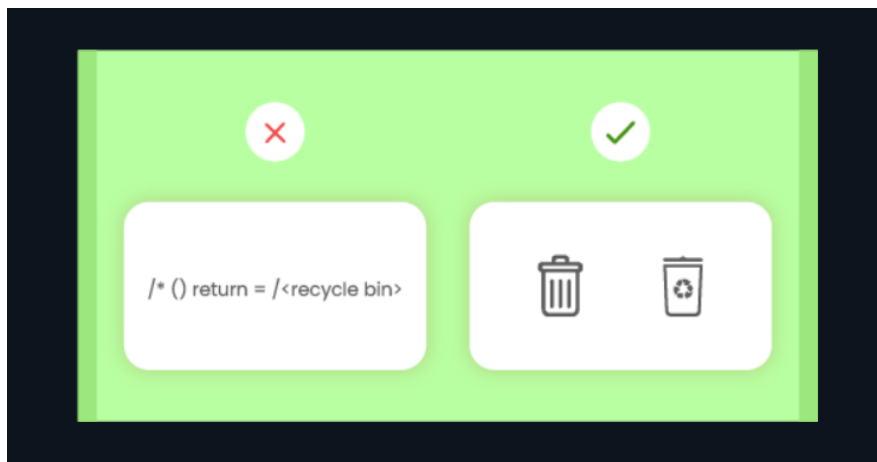 /* () return = /<recycle bin>